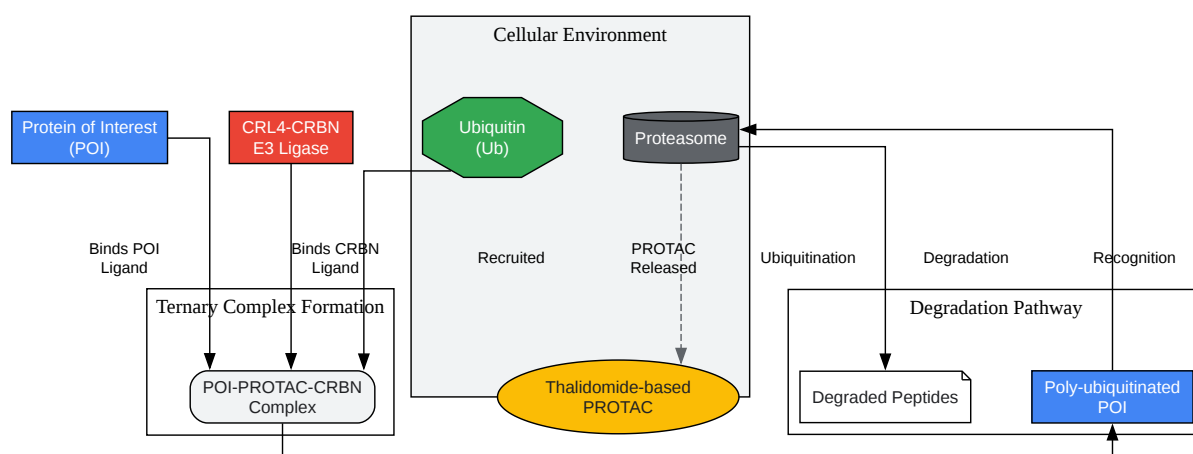 Cellular Environment
Protein of Interest
(POI)
CRL4-CRBN
E3 Ligase
Ubiquitin
(Ub)
Proteasome
Binds POI
Ligand
Binds CRBN
Ligand
Recruited
PROTAC
Released
Ubiquitination
Degradation
Recognition
Ternary Complex Formation
Degradation Pathway
POI-PROTAC-CRBN
Complex
Thalidomide-based
PROTAC
Degraded Peptides
Poly-ubiquitinated
POI